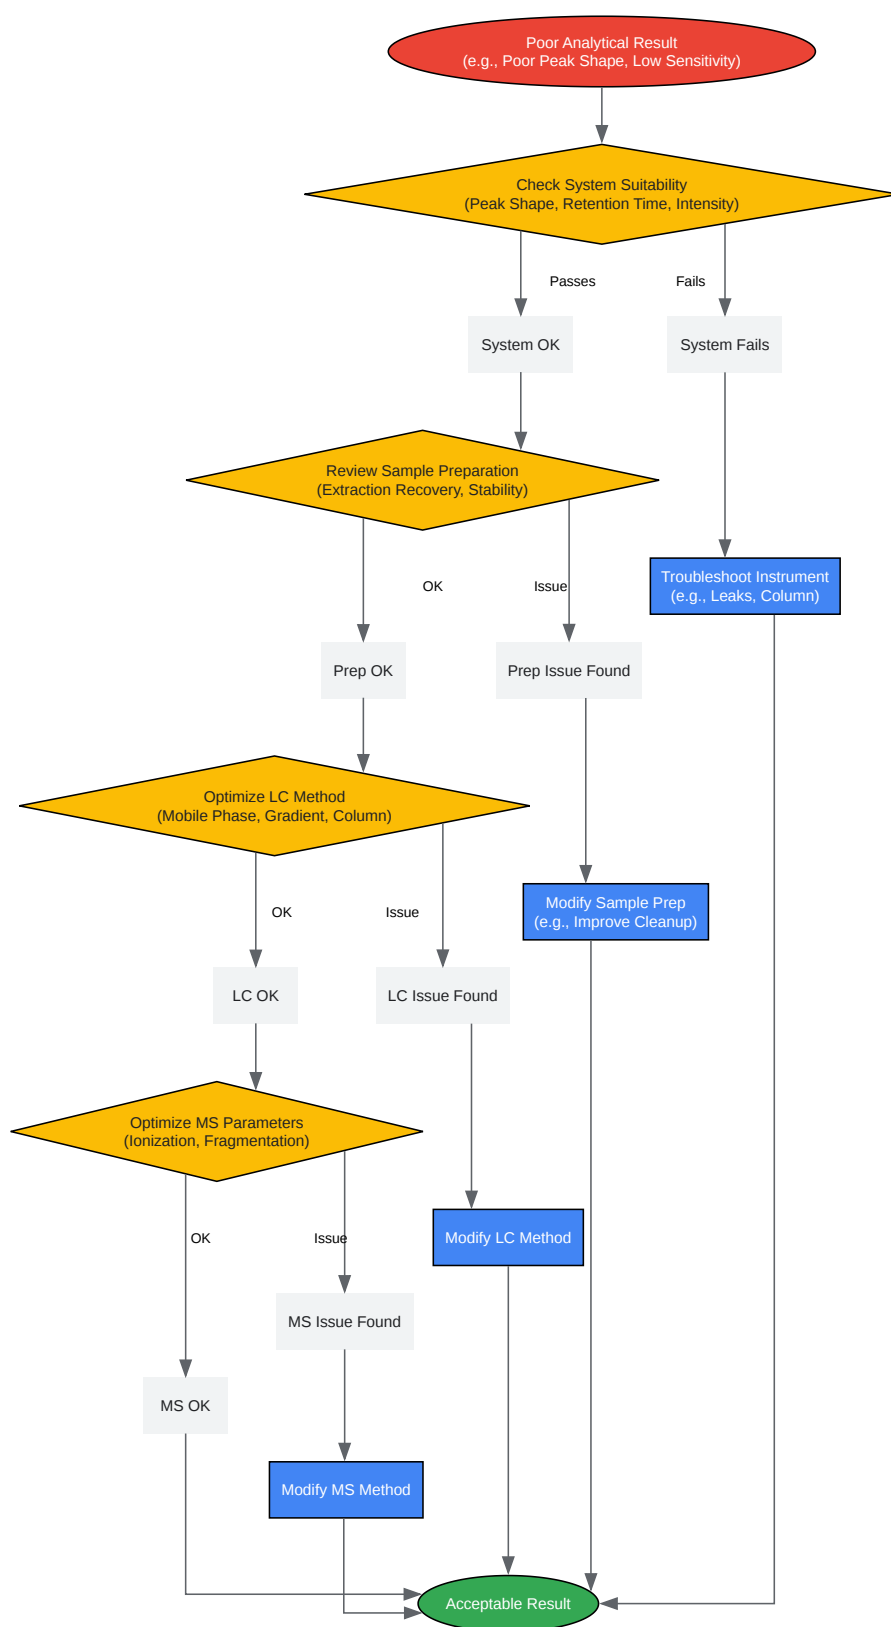 Poor Analytical Result
(e.g., Poor Peak Shape, Low Sensitivity)
Check System Suitability
(Peak Shape, Retention Time, Intensity)
Passes
Fails
System OK
System Fails
Review Sample Preparation
(Extraction Recovery, Stability)
Troubleshoot Instrument
(e.g., Leaks, Column)
OK
Issue
Prep OK
Prep Issue Found
Optimize LC Method
(Mobile Phase, Gradient, Column)
Modify Sample Prep
(e.g., Improve Cleanup)
OK
Issue
LC OK
LC Issue Found
Optimize MS Parameters
(Ionization, Fragmentation)
OK
Issue
Modify LC Method
MS Issue Found
MS OK
Modify MS Method
Acceptable Result